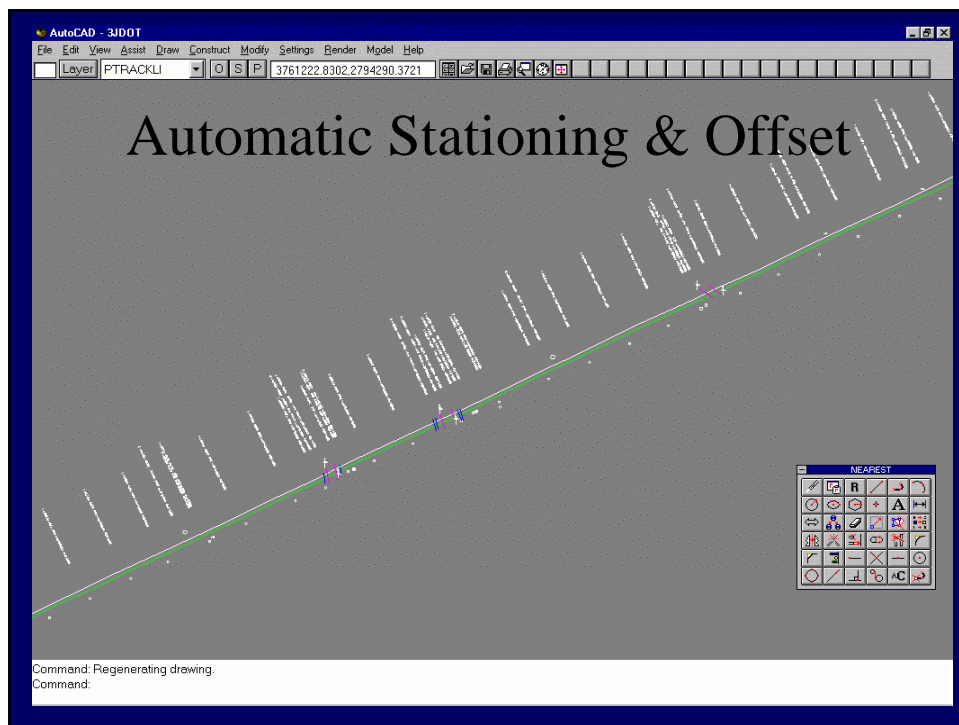 AutoCAD - 3JDOT
File Edit View Assist Draw Construct Modify Settings Render Model Help
Layer PTRACKLI O S P 3761222.8302,2794290.3721
Automatic Stationing & Offset
NEAREST
R
A
^C
Command: Regenerating drawing.
Command: